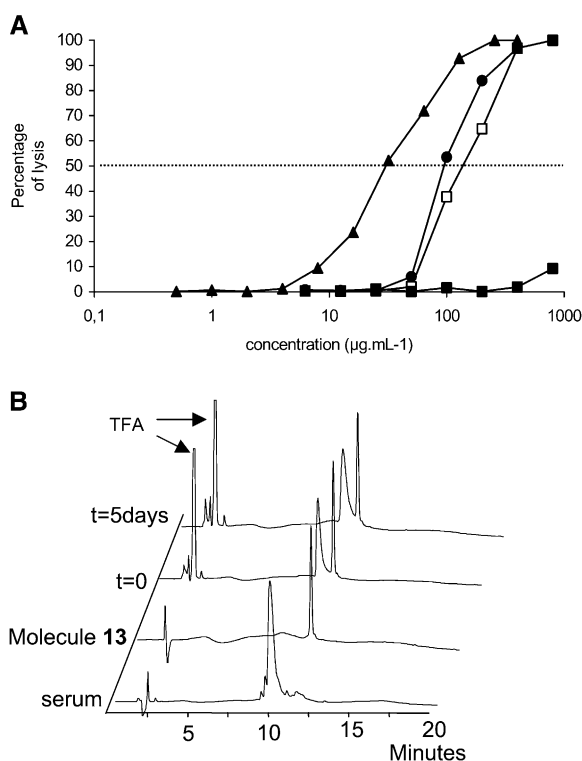 A
100
90
80
70
60
50
40
30
20
10
0
Percentage
of lysis
0,1
1
10
100
1000
concentration (µg.mL-1)
B
TFA
t=5days
t=0
Molecule 13
serum
5
10
15
20
Minutes